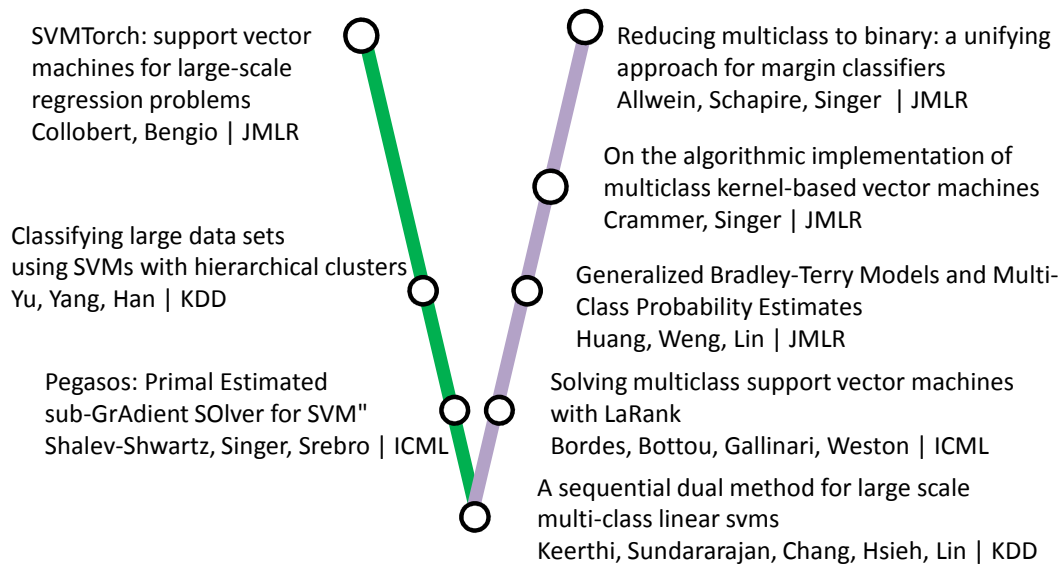 SVMTorch: support vector
machines for large-scale
regression problems
Collobert, Bengio | JMLR
Reducing multiclass to binary: a unifying
approach for margin classifiers
Allwein, Schapire, Singer | JMLR
On the algorithmic implementation of
multiclass kernel-based vector machines
Crammer, Singer | JMLR
Classifying large data sets
using SVMs with hierarchical clusters
Yu, Yang, Han | KDD
Generalized Bradley-Terry Models and Multi-
Class Probability Estimates
Huang, Weng, Lin | JMLR
Pegasos: Primal Estimated
sub-GrAdient SOlver for SVM"
Shalev-Shwartz, Singer, Srebro | ICML
Solving multiclass support vector machines
with LaRank
Bordes, Bottou, Gallinari, Weston | ICML
A sequential dual method for large scale
multi-class linear svms
Keerthi, Sundararajan, Chang, Hsieh, Lin | KDD